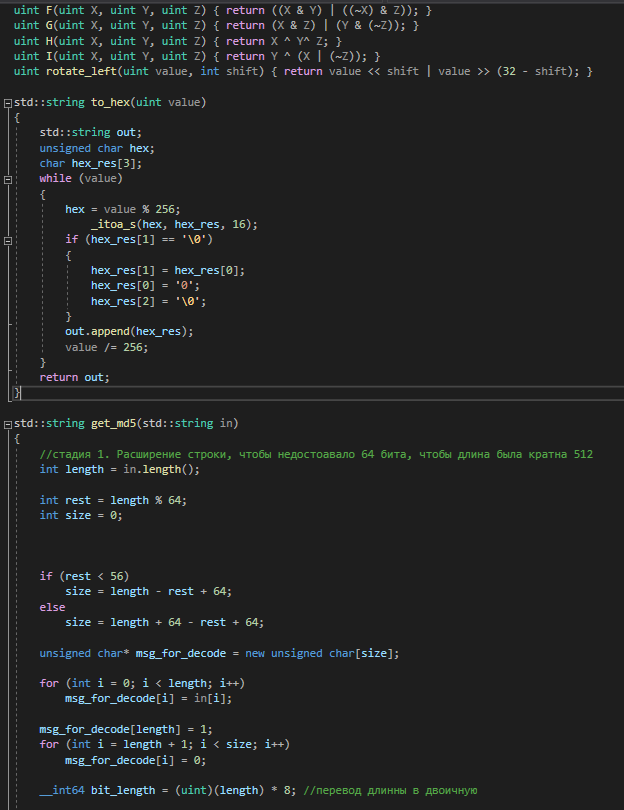 uint F(uint X, uint Y, uint Z) { return ((X & Y) | ((~X) & Z)); }
uint G(uint X, uint Y, uint Z) { return (X & Z) | (Y & (~Z)); }
uint H(uint X, uint Y, uint Z) { return X ^ Y^ Z; }
uint I(uint X, uint Y, uint Z) { return Y ^ (X | (~Z)); }
uint rotate_left(uint value, int shift) { return value << shift | value >> (32 - shift); }
std::string to_hex(uint value)
{
    std::string out;
    unsigned char hex;
    char hex_res[3];
    while (value)
    {
        hex = value % 256;
            _itoa_s(hex, hex_res, 16);
        if (hex_res[1] == '\0')
        {
            hex_res[1] = hex_res[0];
            hex_res[0] = '0';
            hex_res[2] = '\0';
        }
        out.append(hex_res);
        value /= 256;
    }
    return out;
}
std::string get_md5(std::string in)
{
    //стадия 1. Расширение строки, чтобы недостоавало 64 бита, чтобы длина была кратна 512
    int length = in.length();
    int rest = length % 64;
    int size = 0;
    if (rest < 56)
        size = length - rest + 64;
    else
        size = length + 64 - rest + 64;
    unsigned char* msg_for_decode = new unsigned char[size];
    for (int i = 0; i < length; i++)
        msg_for_decode[i] = in[i];
    msg_for_decode[length] = 1;
    for (int i = length + 1; i < size; i++)
        msg_for_decode[i] = 0;
    __int64 bit_length = (uint)(length) * 8; //перевод длинны в двоичную